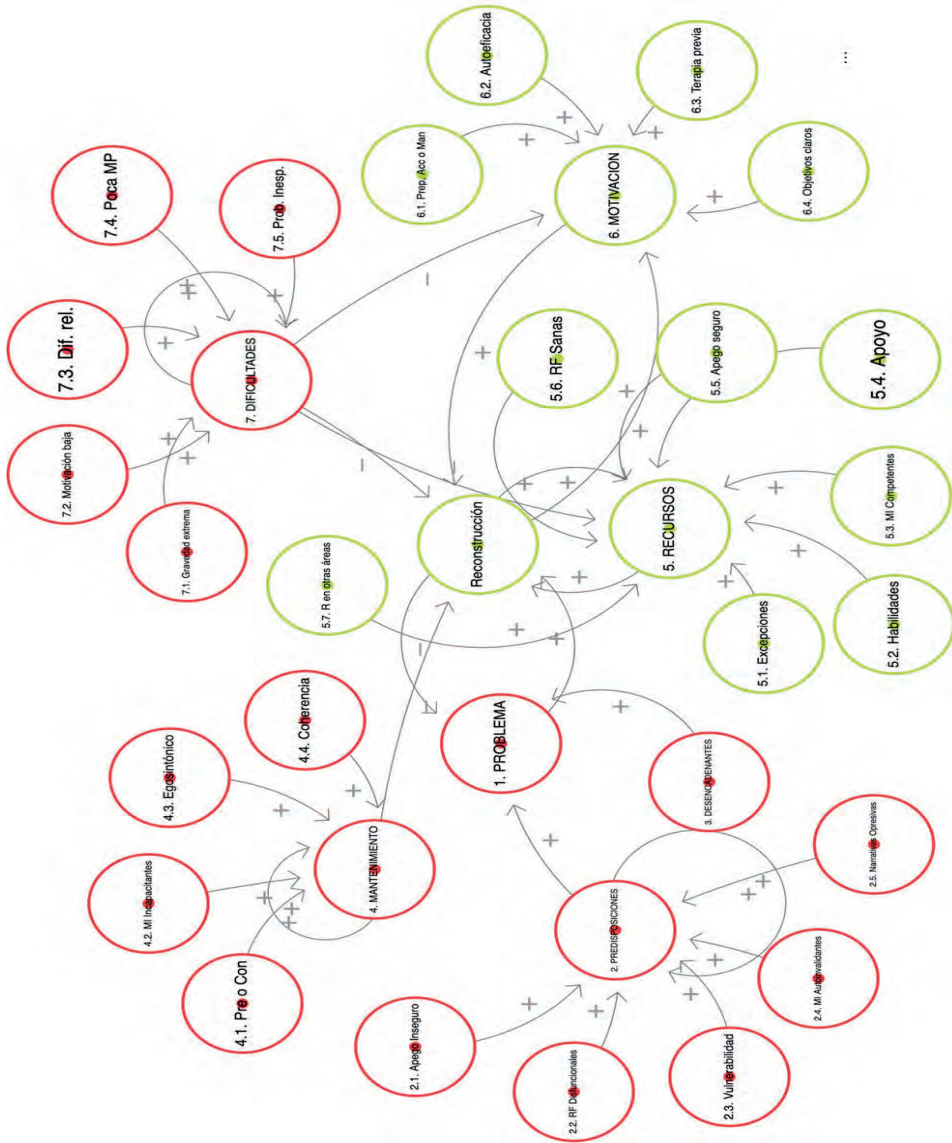 7.4. Poca MP
7.5. Prob. Inesp.
7.3. Dif. rel.
7. DIFICULTADES
7.2. Motivación baja
7.1. Gravedad extrema
6.2. Autoeficacia
6.1. Prep. Acc o Man
6.3. Terapia previa
6. MOTIVACION
6.4. Objetivos claros
...
5.6. RF Sanas
5.5. Apego seguro
5.4. Apoyo
5.7. R en otras áreas
Reconstrucción
5. RECURSOS
5.3. MI Competentes
5.1. Excepciones
5.2. Habilidades
4.3. Egosintónico
4.4. Coherencia
4.2. MI Incapacitantes
4. MANTENIMIENTO
4.1. Pre o Con
1. PROBLEMA
3. DESENCADENANTES
2. PREDISPOSICIONES
2.5. Narrativas Opresivas
2.1. Apego Inseguro
2.2. RF Disfuncionales
2.3. Vulnerabilidad
2.4. MI Autoinvalidantes
+
+
+
+
+
+
+
+
+
+
−
−
−
+
+
+
+
+
+
+
+
+
+
+
+
+
−
+
+
+
+
+
+
+
+
+
+
+
+
+